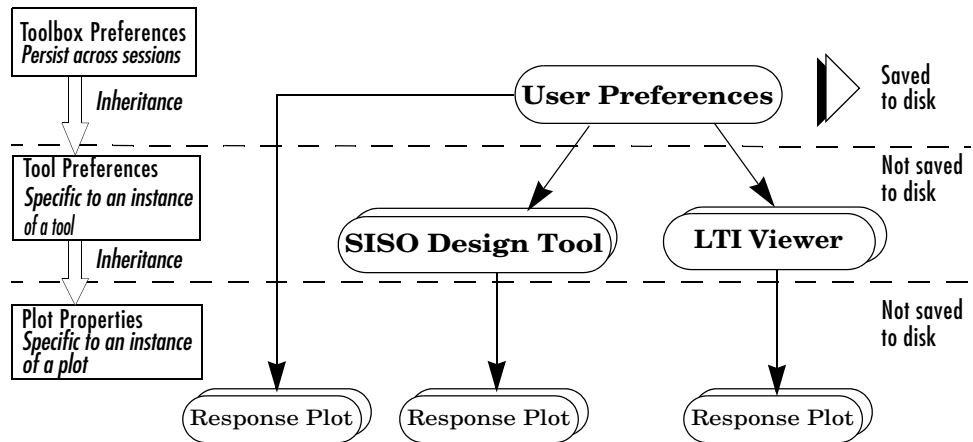 Toolbox Preferences
Persist across sessions
Inheritance
User Preferences
Saved
to disk
Tool Preferences
Specific to an instance
of a tool
Not saved
to disk
SISO Design Tool
LTI Viewer
Inheritance
Plot Properties
Specific to an instance
of a plot
Not saved
to disk
Response Plot
Response Plot
Response Plot